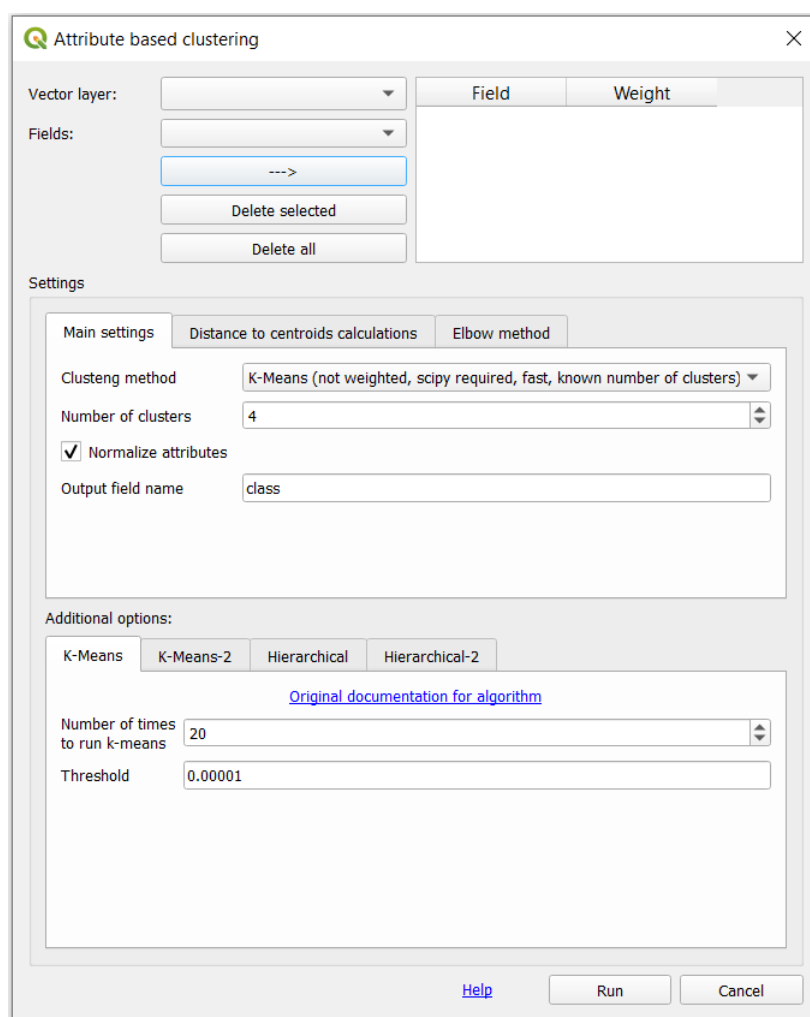 Attribute based clustering
Vector layer:
Field Weight
Fields:
--->
Delete selected
Delete all
Settings
Main settings Distance to centroids calculations Elbow method
Clusteng method K-Means (not weighted, scipy required, fast, known number of clusters)
Number of clusters 4
Normalize attributes
Output field name class
Additional options:
K-Means K-Means-2 Hierarchical Hierarchical-2
Original documentation for algorithm
Number of times
to run k-means 20
Threshold 0.00001
Help Run Cancel